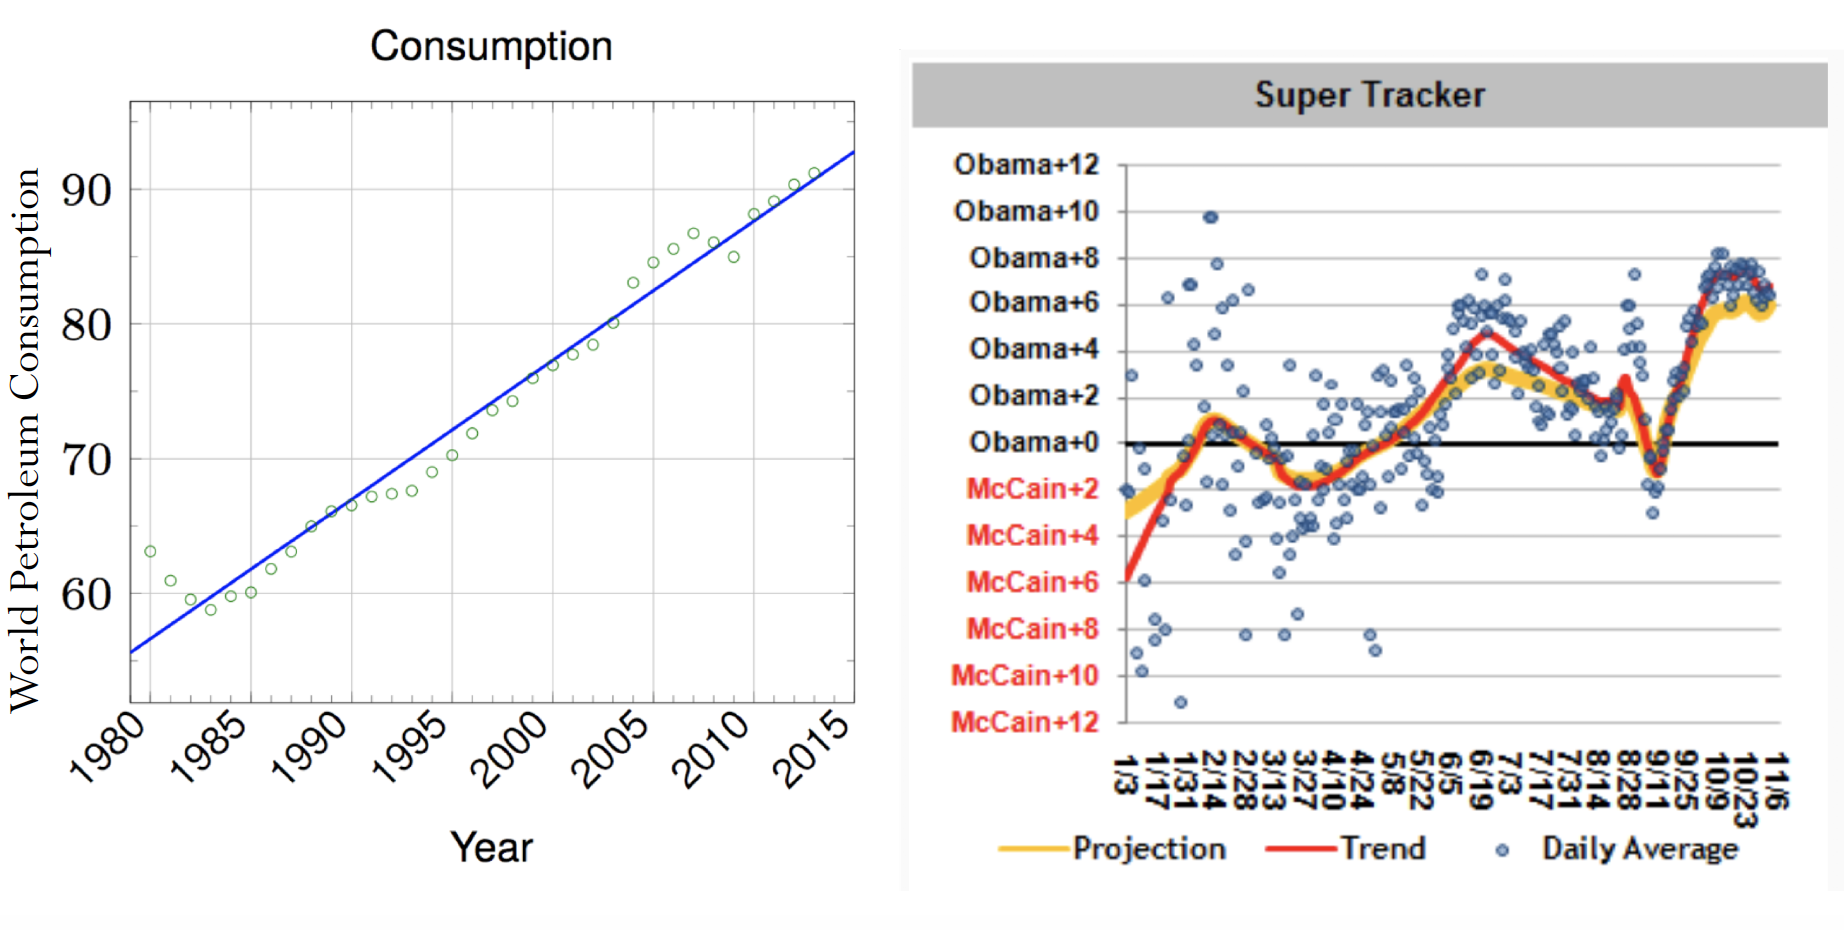 Consumption
World Petroleum Consumption
90
80
70
60
1980
1985
1990
1995
2000
2005
2010
2015
Year
Super Tracker
Obama+12
Obama+10
Obama+8
Obama+6
Obama+4
Obama+2
Obama+0
McCain+2
McCain+4
McCain+6
McCain+8
McCain+10
McCain+12
1/3
1/17
1/31
2/14
2/28
3/13
3/27
4/10
4/24
5/8
5/22
6/5
6/19
7/3
7/17
7/31
8/14
8/28
9/11
9/25
10/9
10/23
11/6
Projection Trend Daily Average